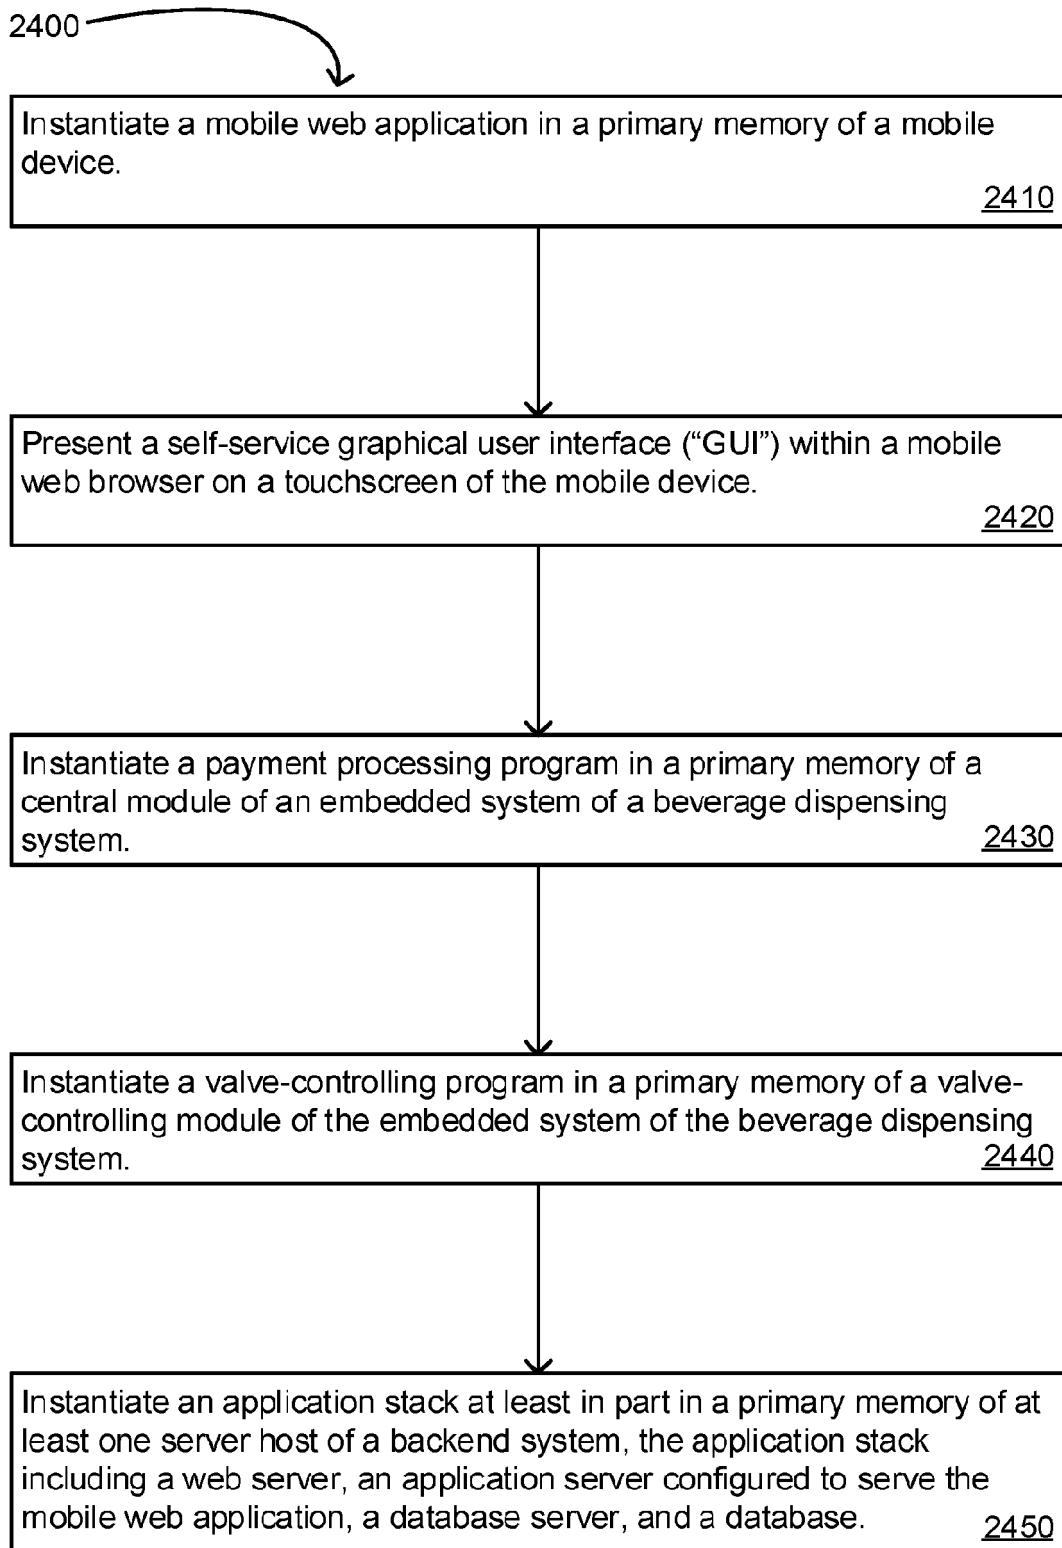 2400
Instantiate a mobile web application in a primary memory of a mobile
device.
2410
Present a self-service graphical user interface (“GUI”) within a mobile
web browser on a touchscreen of the mobile device.
2420
Instantiate a payment processing program in a primary memory of a
central module of an embedded system of a beverage dispensing
system.
2430
Instantiate a valve-controlling program in a primary memory of a valve-
controlling module of the embedded system of the beverage dispensing
system.
2440
Instantiate an application stack at least in part in a primary memory of at
least one server host of a backend system, the application stack
including a web server, an application server configured to serve the
mobile web application, a database server, and a database.
2450